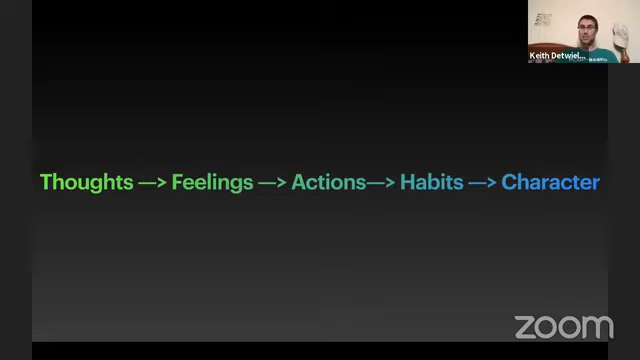 Keith Detwiel...
Thoughts —> Feelings —> Actions—> Habits —> Character
zoom